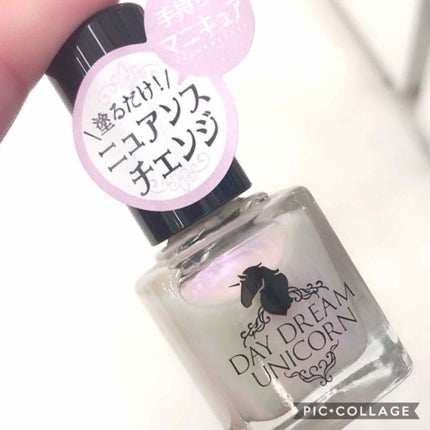 手持ち
マニキュア
\塗るだけ!/
ニュアンス
チェンジ
DAY DREAM
UNICORN
PIC•COLLAGE